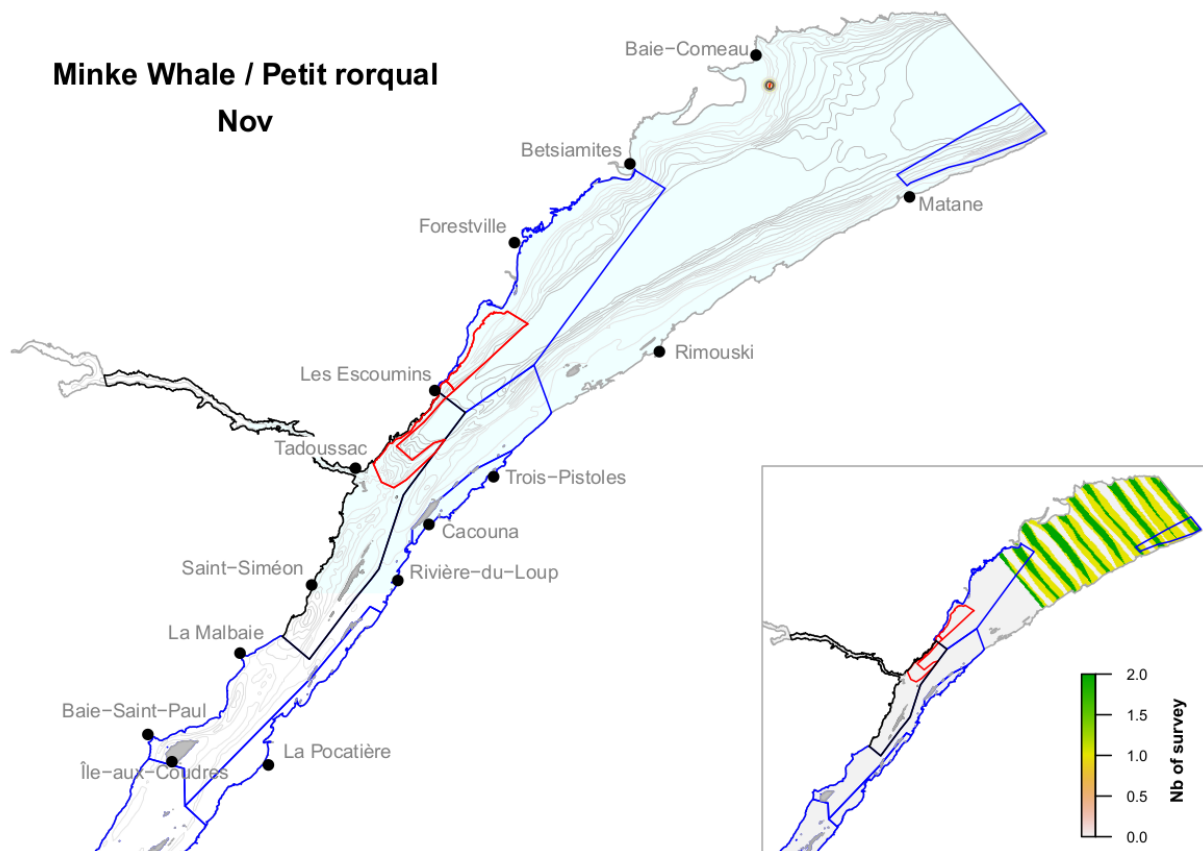 Minke Whale / Petit rorqual
Nov
Baie−Comeau
Betsiamites
Matane
Forestville
Rimouski
Les Escoumins
Tadoussac
Trois−Pistoles
Cacouna
Saint−Siméon
Rivière−du−Loup
La Malbaie
Baie−Saint−Paul
La Pocatière
Île−aux−Coudres
2.0
1.5
1.0
0.5
0.0
Nb of survey